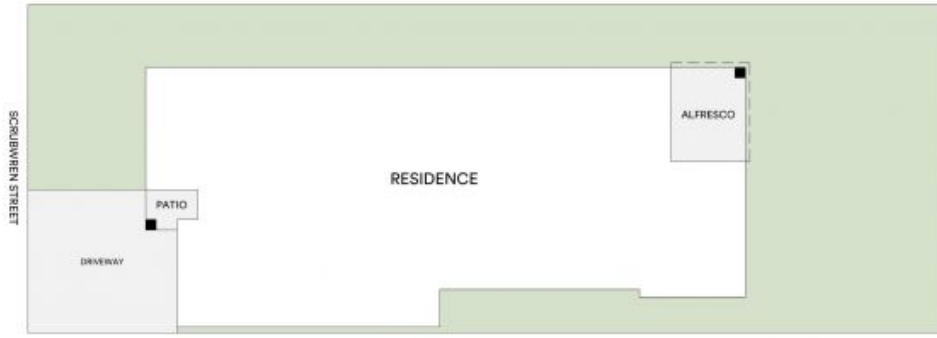 SCRUBWREN STREET
ALFRESCO
RESIDENCE
PATIO
DRIVEWAY